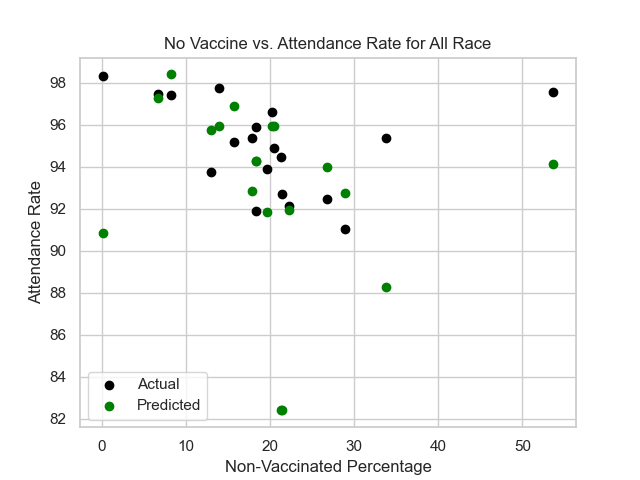 No Vaccine vs. Attendance Rate for All Race
98
96
94
92
90
88
86
84
82
Attendance Rate
Actual
Predicted
0 10 20 30 40 50
Non-Vaccinated Percentage